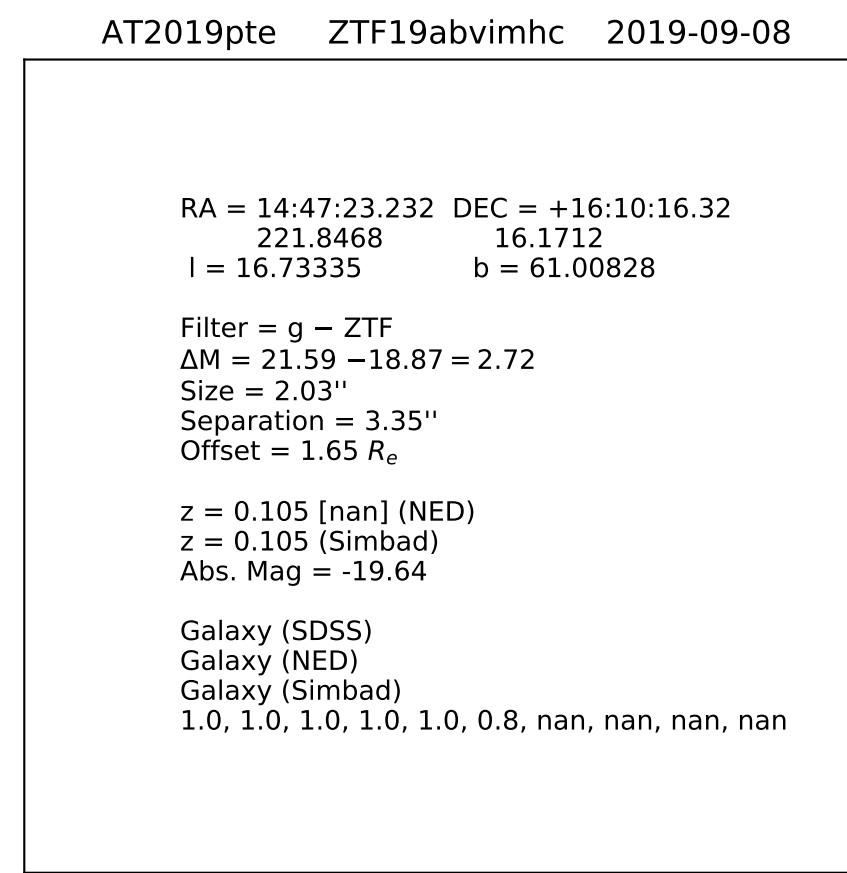 AT2019pte ZTF19abvimhc 2019-09-08
RA = 14:47:23.232 DEC = +16:10:16.32
221.8468 16.1712
l = 16.73335 b = 61.00828
Filter = g − ZTF
ΔM = 21.59 −18.87 = 2.72
Size = 2.03''
Separation = 3.35''
Offset = 1.65 Rₑ
z = 0.105 [nan] (NED)
z = 0.105 (Simbad)
Abs. Mag = -19.64
Galaxy (SDSS)
Galaxy (NED)
Galaxy (Simbad)
1.0, 1.0, 1.0, 1.0, 1.0, 0.8, nan, nan, nan, nan